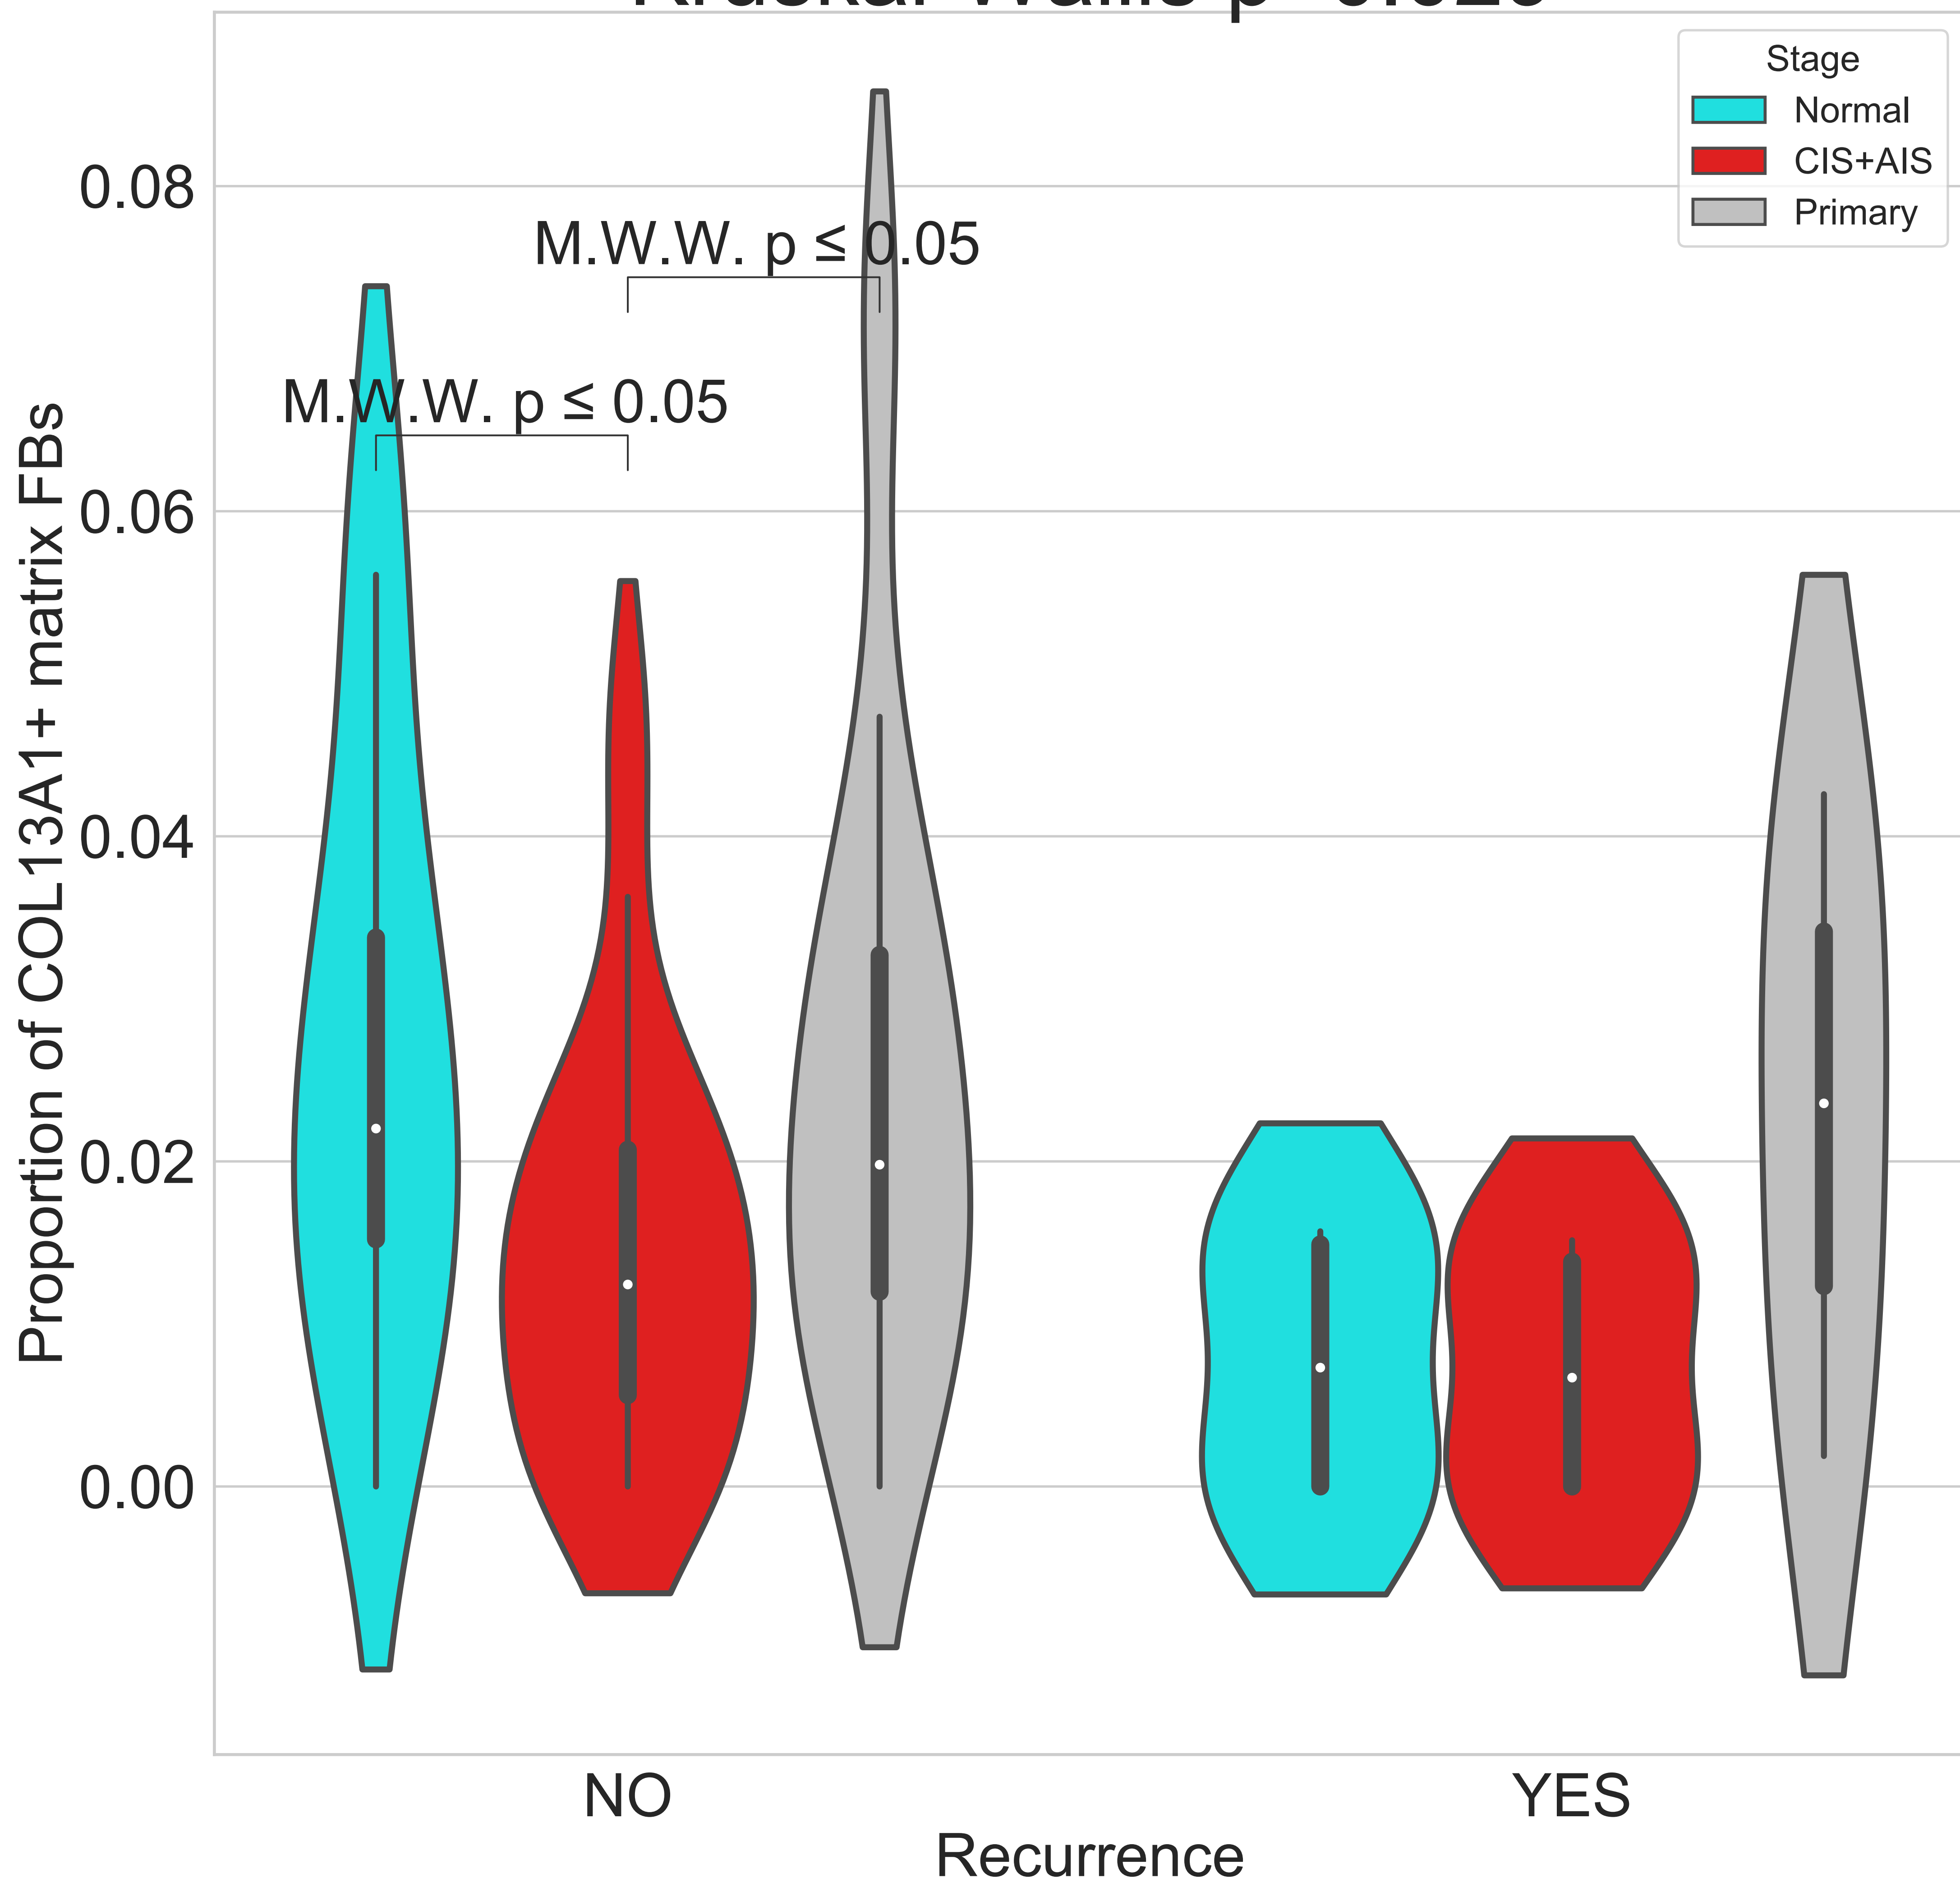 Stage
Normal
CIS+AIS
Primary
0.08
M.W.W. p ≤ 0.05
M.W.W. p ≤ 0.05
0.06
0.04
0.02
0.00
Proportion of COL13A1+ matrix FBs
NO
YES
Recurrence